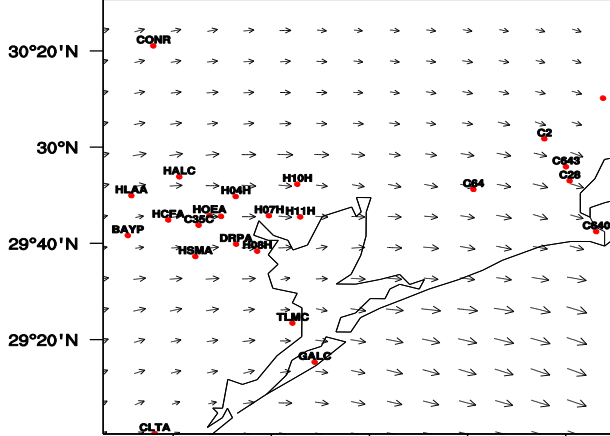 CONR
30°20'N
C2
30°N
C643
HALC
C28
H10H
C64
HLAA
H04H
HCFA
HOEA
H07H
H11H
C35C
BAYP
C640
DRPA
29°40'N
H08H
HSMA
TLMC
29°20'N
GALC
CLTA